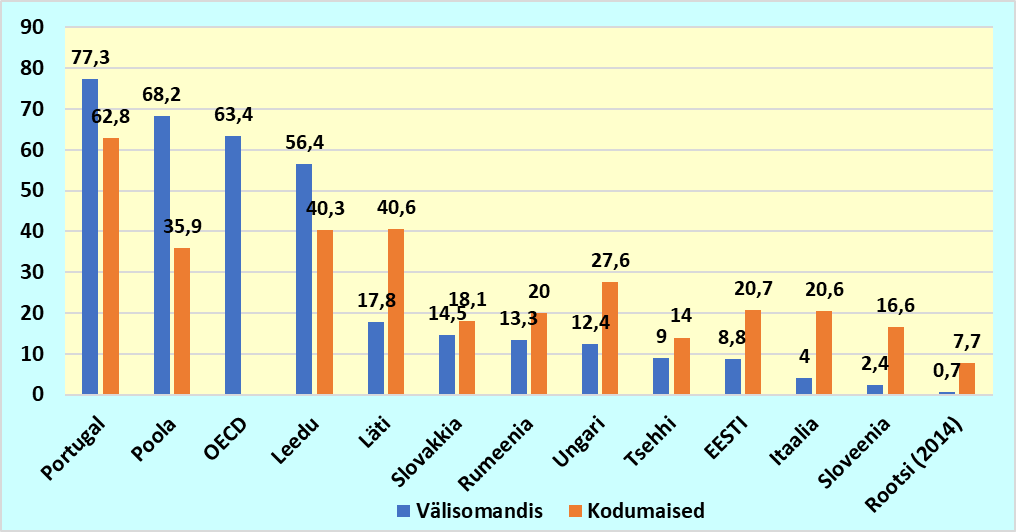 90
80
70
60
50
40
30
20
10
0
77,3
62,8
68,2
35,9
63,4
56,4
40,3
17,8
40,6
14,5
18,1
13,3
20
12,4
27,6
9
14
8,8
20,7
4
20,6
2,4
16,6
0,7
7,7
Portugal
Poola
OECD
Leedu
Läti
Slovakkia
Rumeenia
Ungari
Tsehhi
EESTI
Itaalia
Sloveenia
Rootsi (2014)
Välisomandis
Kodumaised